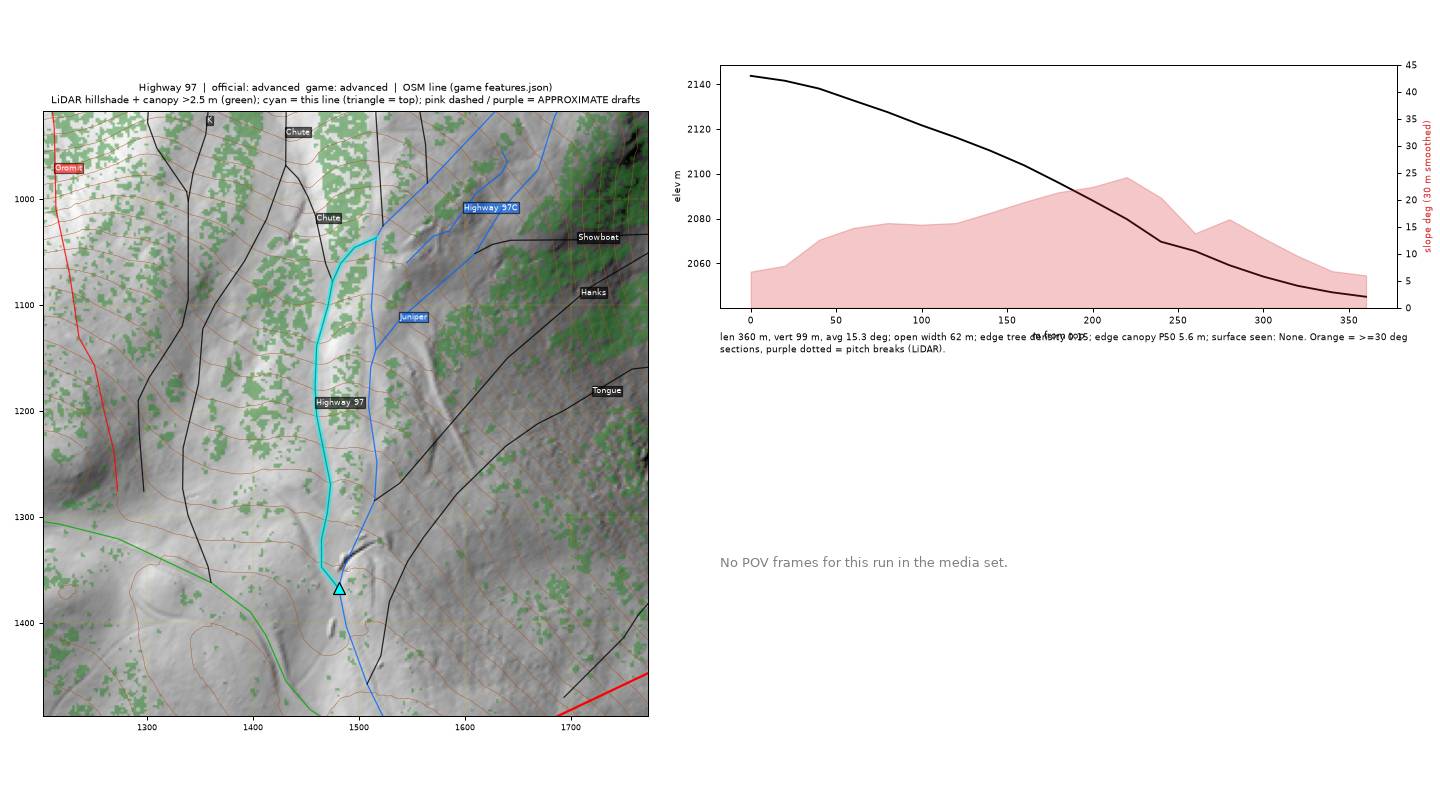 Highway 97 | official: advanced game: advanced | OSM line (game features.json)
LiDAR hillshade + canopy >2.5 m (green); cyan = this line (triangle = top); pink dashed / purple = APPROXIMATE drafts
K
Chute
Gromit
Chute
Highway 97C
Showboat
Hanks
Juniper
Tongue
Highway 97
1000
1100
1200
1300
1400
1300
1400
1500
1600
1700
elev m
2140
2120
2100
2080
2060
45
40
35
30
25
20
15
10
5
0
slope deg (30 m smoothed)
0
50
100
150
200
250
300
350
len 360 m, vert 99 m, avg 15.3 deg; open width 62 m; edge tree density 0.15; edge canopy P50 5.6 m; surface seen: None. Orange = >=30 deg
sections, purple dotted = pitch breaks (LiDAR).
No POV frames for this run in the media set.